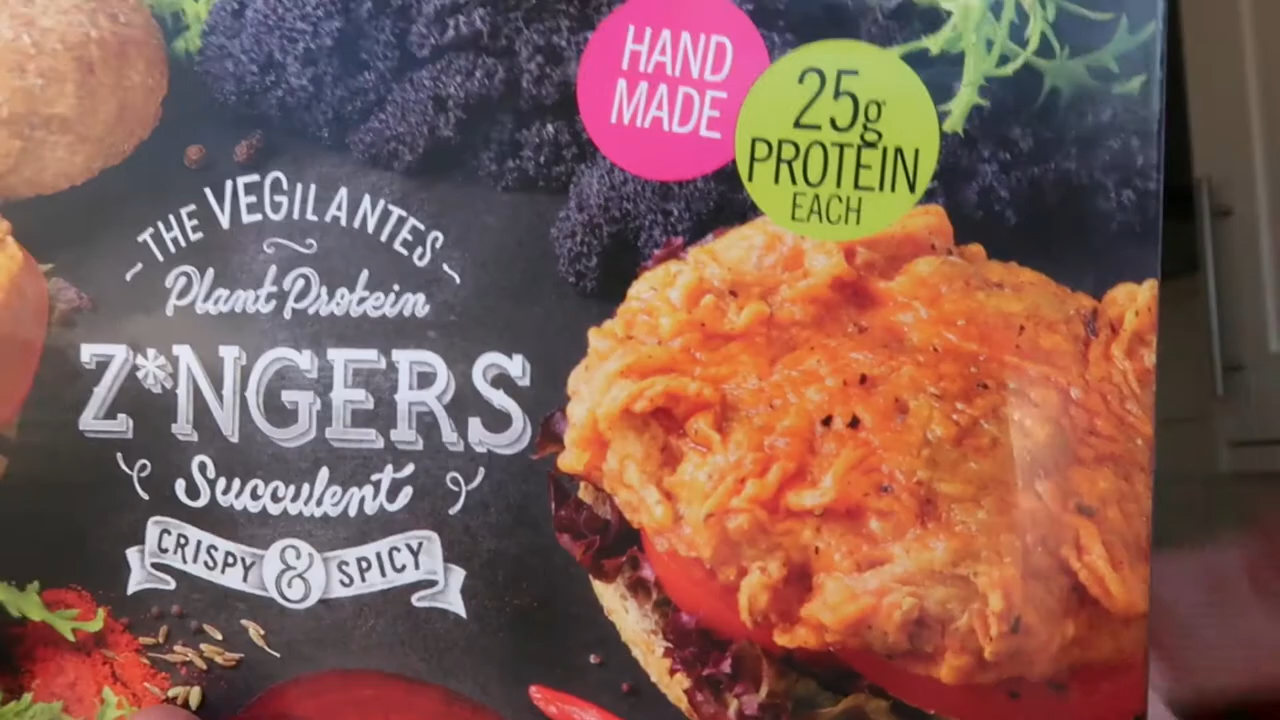 HAND
MADE
25g
PROTEIN
EACH
THE VEGILANTES
Plant Protein
Z*NGERS
Succulent
CRISPY & SPICY